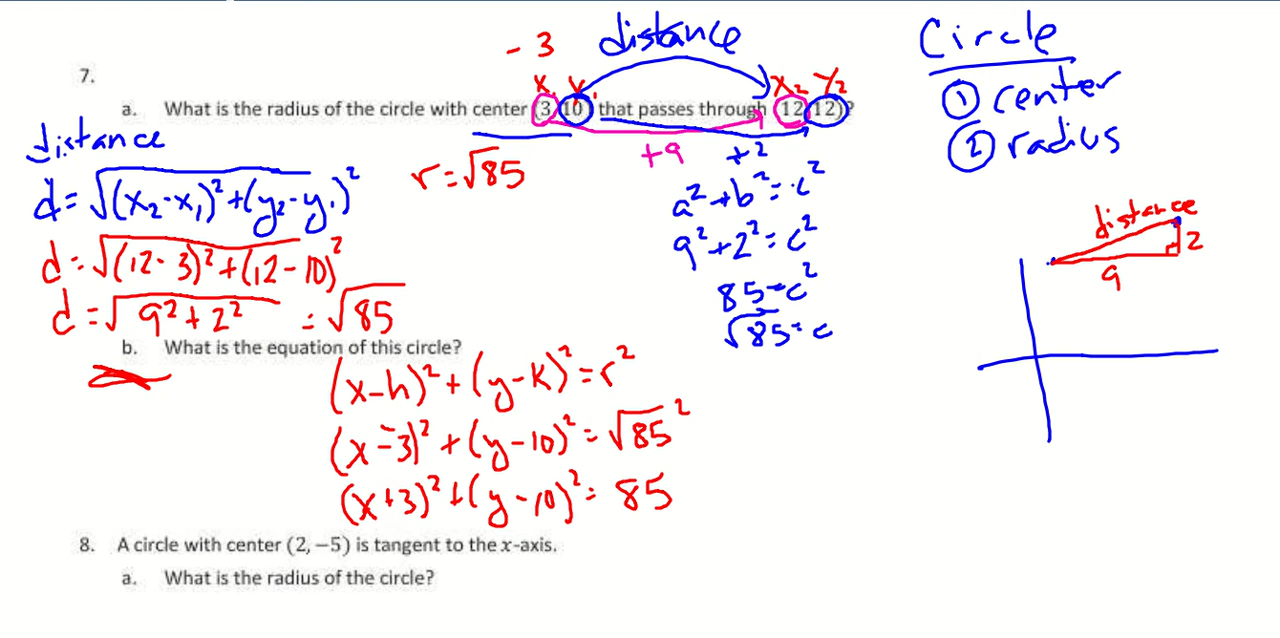 - 3 distance Circle
7.
x1 y1 x2 y2
① center
a. What is the radius of the circle with center (3,10) that passes through (12,12)?
② radius
distance
+9 +2
r=√85
d=√(x2-x1)²+(y2-y1)²
a²+b²=c²
d=√(12-3)²+(12-10)²
9²+2²=c²
distance
2
9
d=√9²+2² =√85
85=c²
√85=c
b. What is the equation of this circle?
(x-h)²+(y-k)²=r²
(x-⁻3)²+(y-10)²=√85²
(x+3)²+(y-10)²=85
8. A circle with center (2,−5) is tangent to the x-axis.
a. What is the radius of the circle?